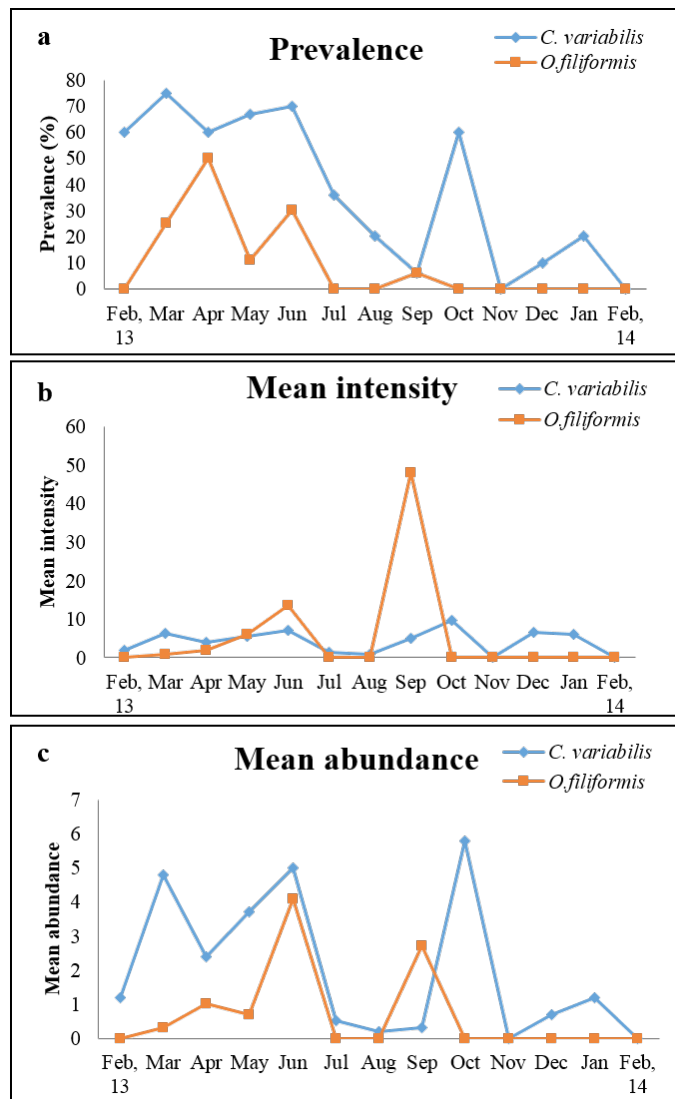 a
Prevalence
C. variabilis
O.filiformis
Prevalence (%)
80
70
60
50
40
30
20
10
0
Feb, Mar Apr May Jun Jul Aug Sep Oct Nov Dec Jan Feb,
13 14
b
Mean intensity
C. variabilis
O.filiformis
Mean intensity
60
50
40
30
20
10
0
Feb, Mar Apr May Jun Jul Aug Sep Oct Nov Dec Jan Feb,
13 14
c
Mean abundance
C. variabilis
O.filiformis
Mean abundance
7
6
5
4
3
2
1
0
Feb, Mar Apr May Jun Jul Aug Sep Oct Nov Dec Jan Feb,
13 14